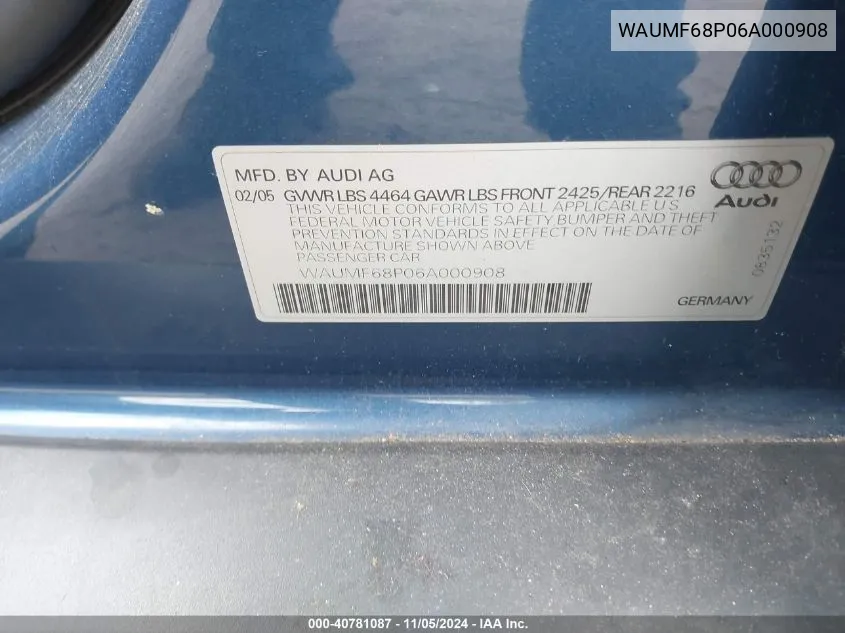 WAUMF68P06A000908
MFD. BY AUDI AG
02/05 GVWR LBS 4464 GAWR LBS FRONT 2425/REAR 2216
THIS VEHICLE CONFORMS TO ALL APPLICABLE U S
FEDERAL MOTOR VEHICLE SAFETY BUMPER AND THEFT
PREVENTION STANDARDS IN EFFECT ON THE DATE OF
MANUFACTURE SHOWN ABOVE
PASSENGER CAR
WAUMF68P06A000908
Audi
0835132
GERMANY
000-40781087 - 11/05/2024 - IAA Inc.